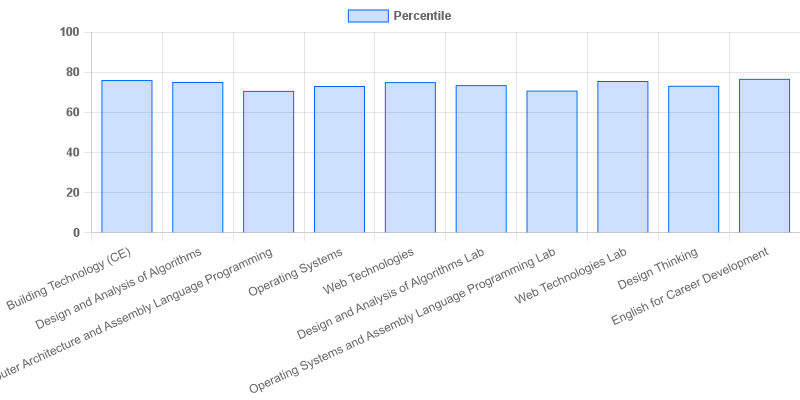 Percentile
100
80
60
40
20
0
Building Technology (CE)
Design and Analysis of Algorithms
Architecture and Assembly Language Programming
Operating Systems
Web Technologies
Design and Analysis of Algorithms Lab
Operating Systems and Assembly Language Programming Lab
Web Technologies Lab
Design Thinking
English for Career Development